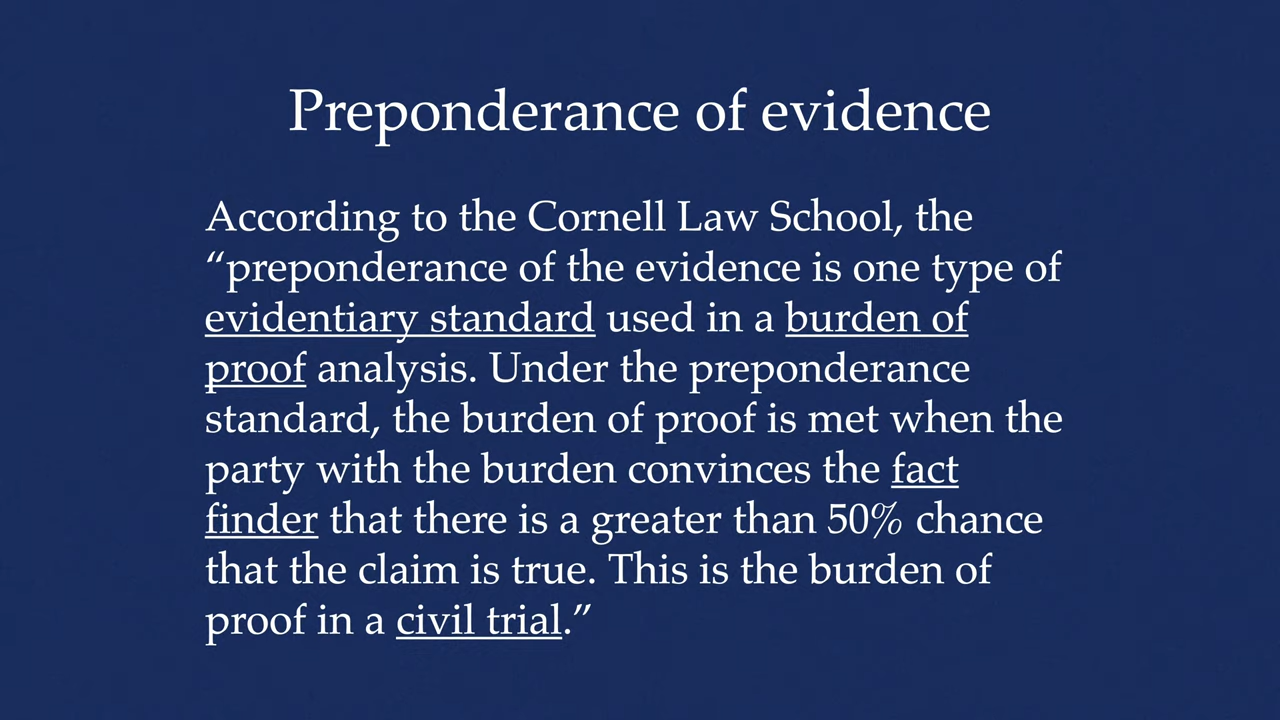 Preponderance of evidence
According to the Cornell Law School, the
“preponderance of the evidence is one type of
evidentiary standard used in a burden of
proof analysis. Under the preponderance
standard, the burden of proof is met when the
party with the burden convinces the fact
finder that there is a greater than 50% chance
that the claim is true. This is the burden of
proof in a civil trial.”